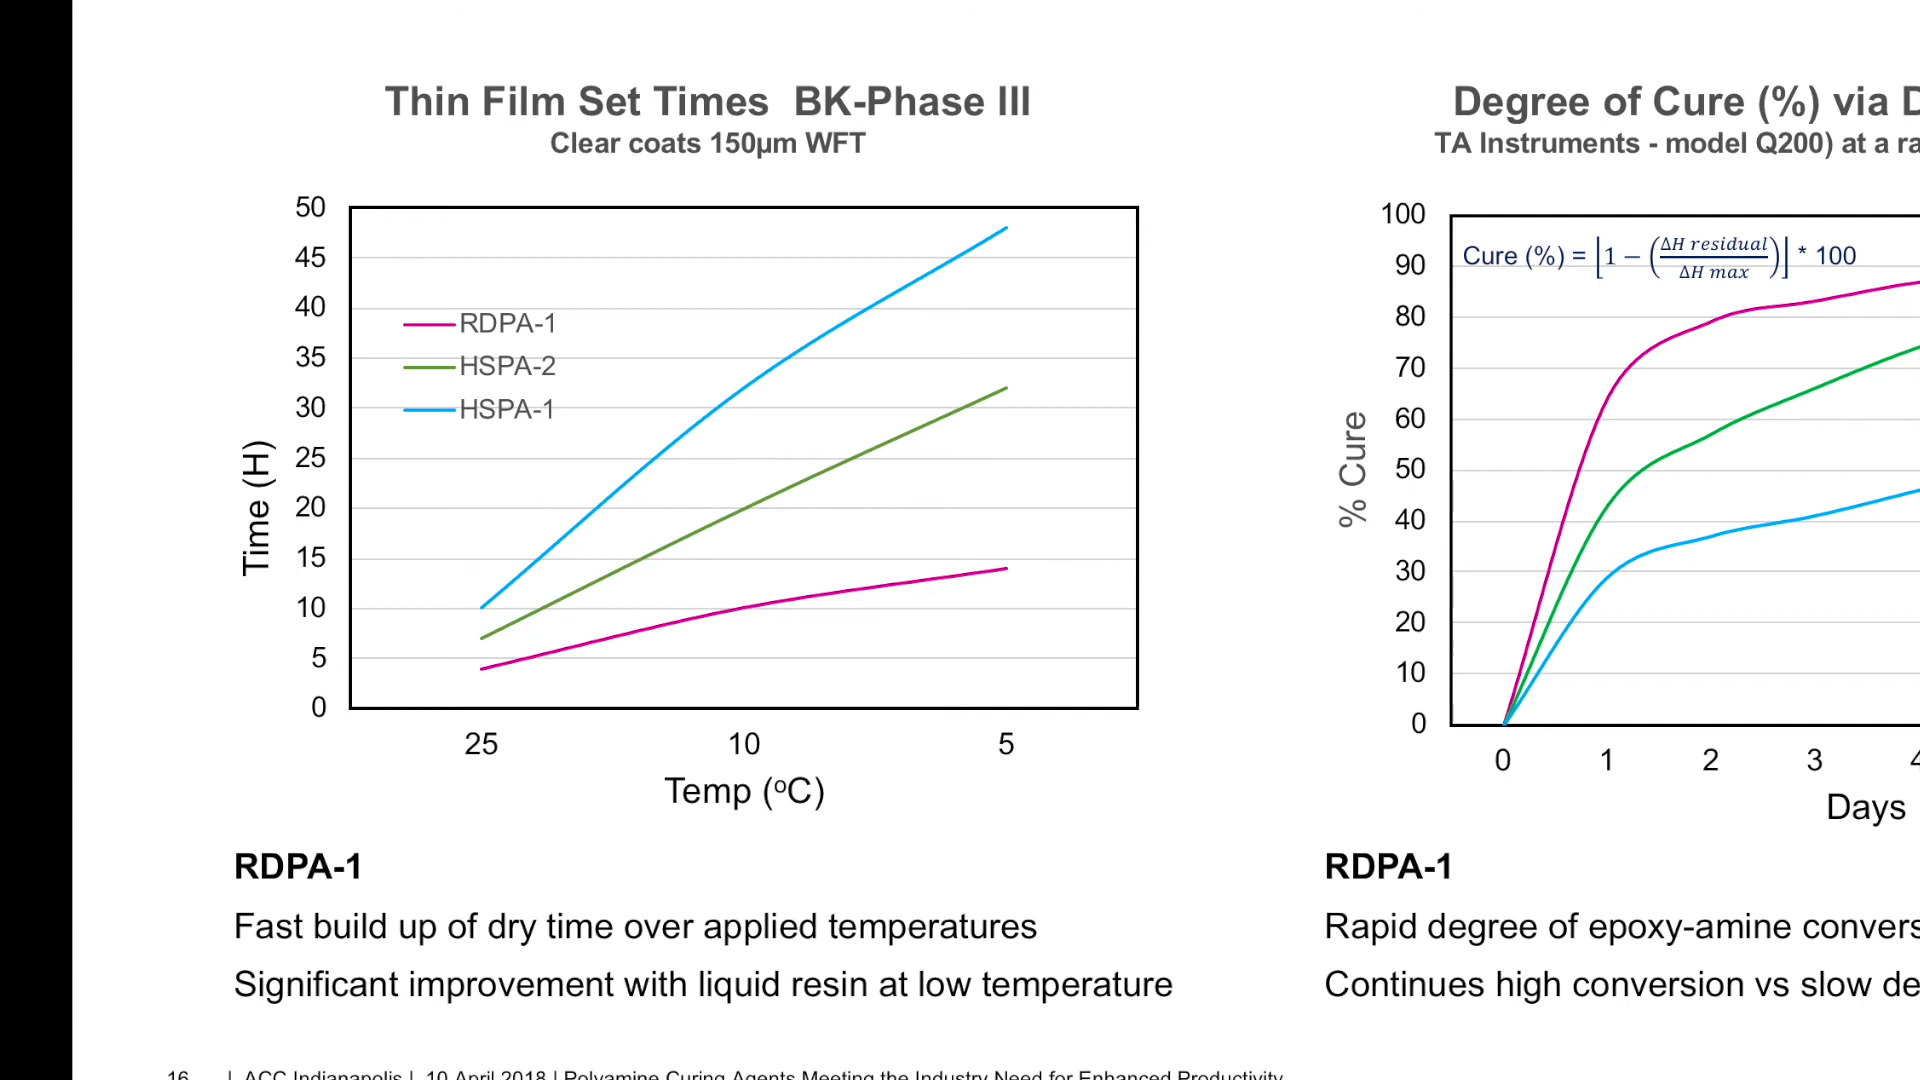 Thin Film Set Times BK-Phase III
Clear coats 150µm WFT
50
45
40
35
30
25
20
15
10
5
0
Time (H)
RDPA-1
HSPA-2
HSPA-1
25 10 5
Temp (°C)
RDPA-1
Fast build up of dry time over applied temperatures
Significant improvement with liquid resin at low temperature
Degree of Cure (%) via
TA Instruments - model Q200) at a
100
90
80
70
60
50
40
30
20
10
0
% Cure
Cure (%) = ⌊1 − (ΔH residual / ΔH max)⌋ * 100
0 1 2 3 4
Days
RDPA-1
Rapid degree of epoxy-amine
Continues high conversion vs slow
16 | ACC Indianapolis | 10 April 2018 | Polyamine Curing Agents Meeting the Industry Need for Enhanced Productivity